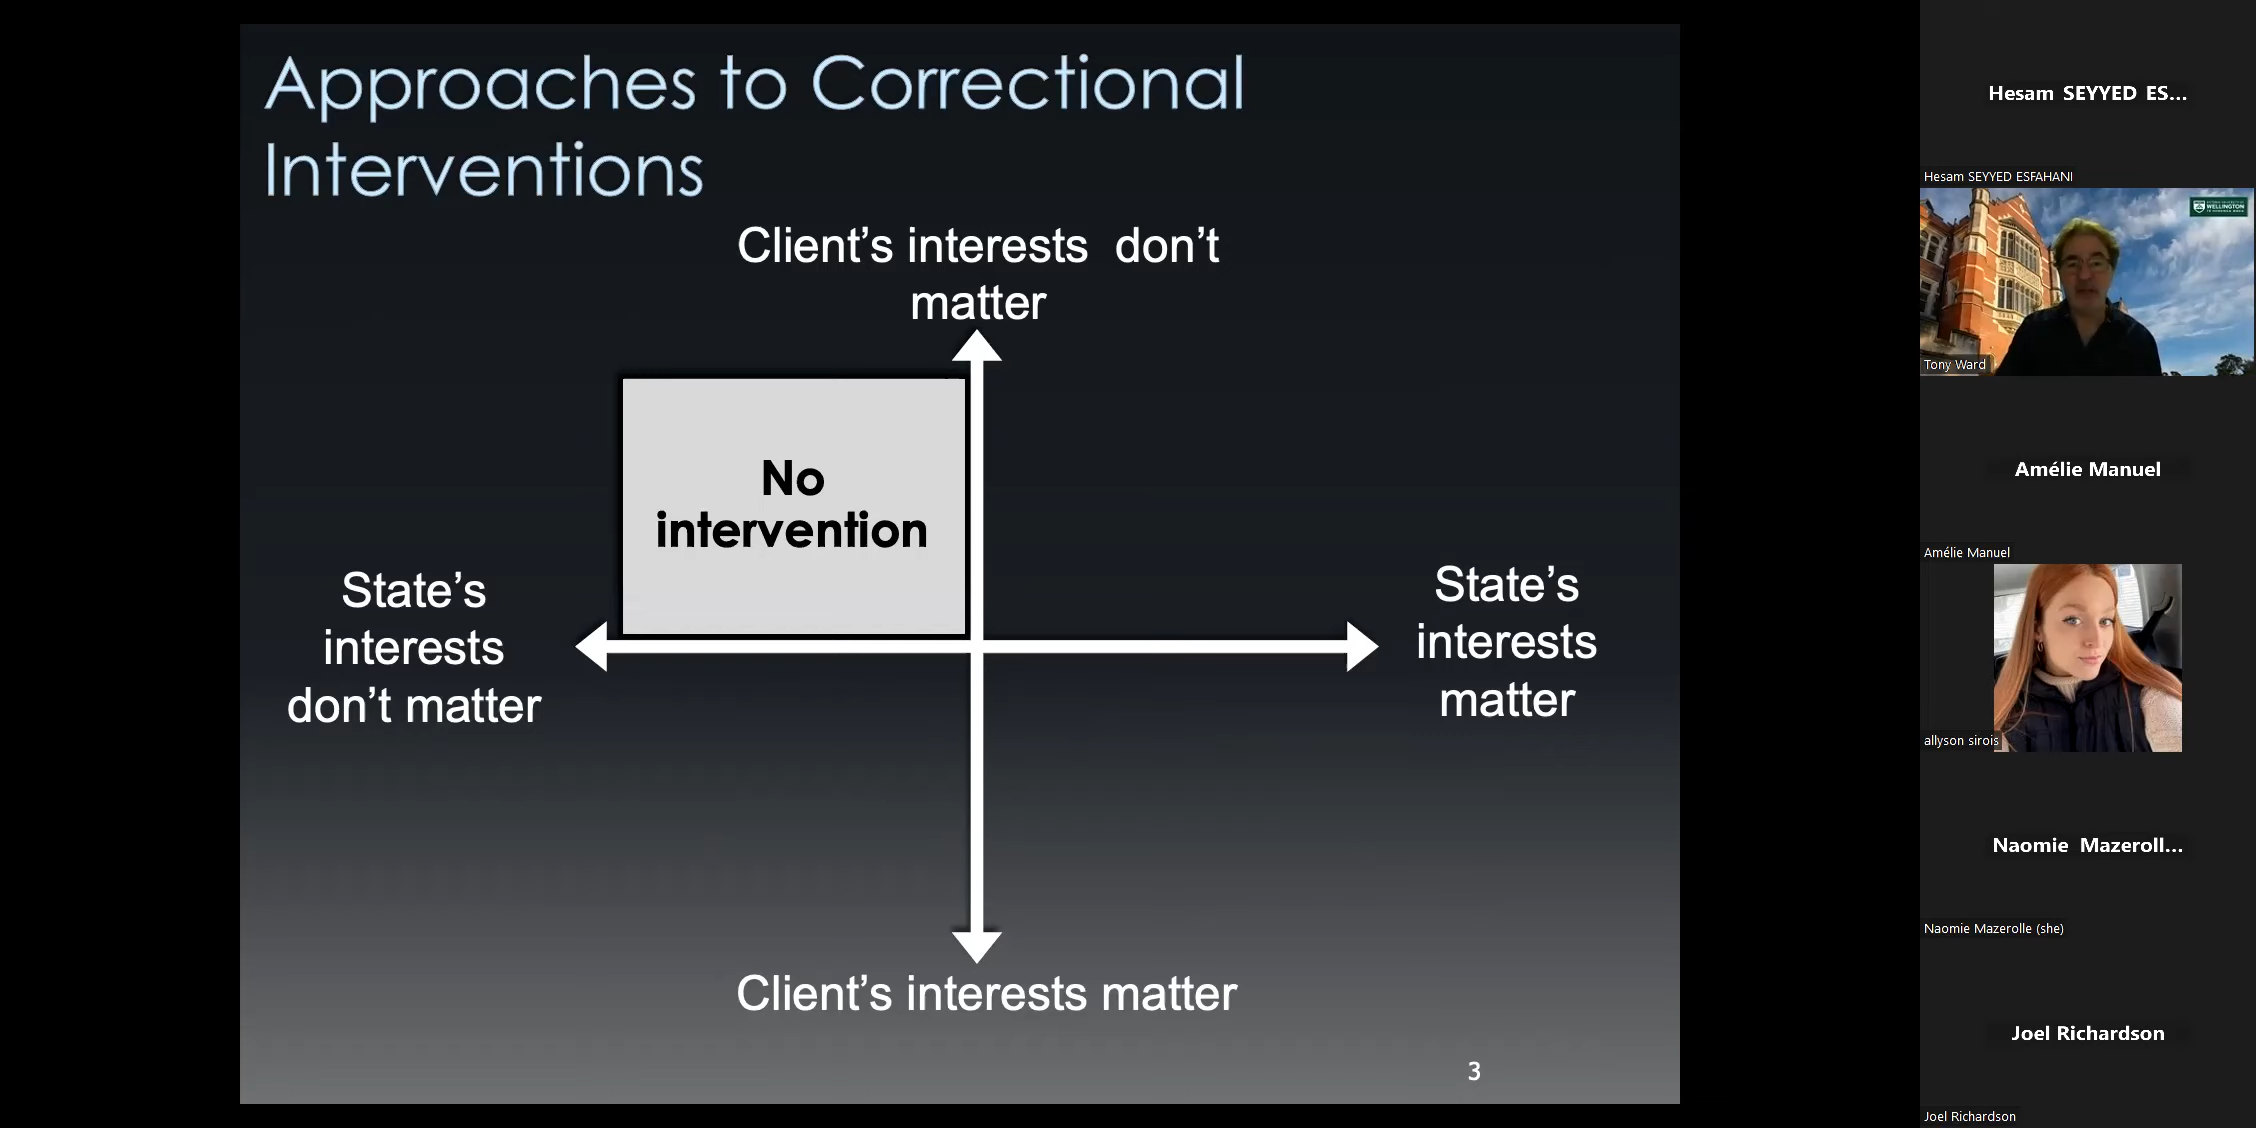 Approaches to Correctional
Interventions
Client’s interests  don’t
matter
No
intervention
State’s
interests
don’t matter
State’s
interests
matter
Client’s interests matter
3
Hesam SEYYED ES...
Hesam SEYYED ESFAHANI
WELLINGTON
Tony Ward
Amélie Manuel
Amélie Manuel
allyson sirois
Naomie Mazeroll...
Naomie Mazerolle (she)
Joel Richardson
Joel Richardson